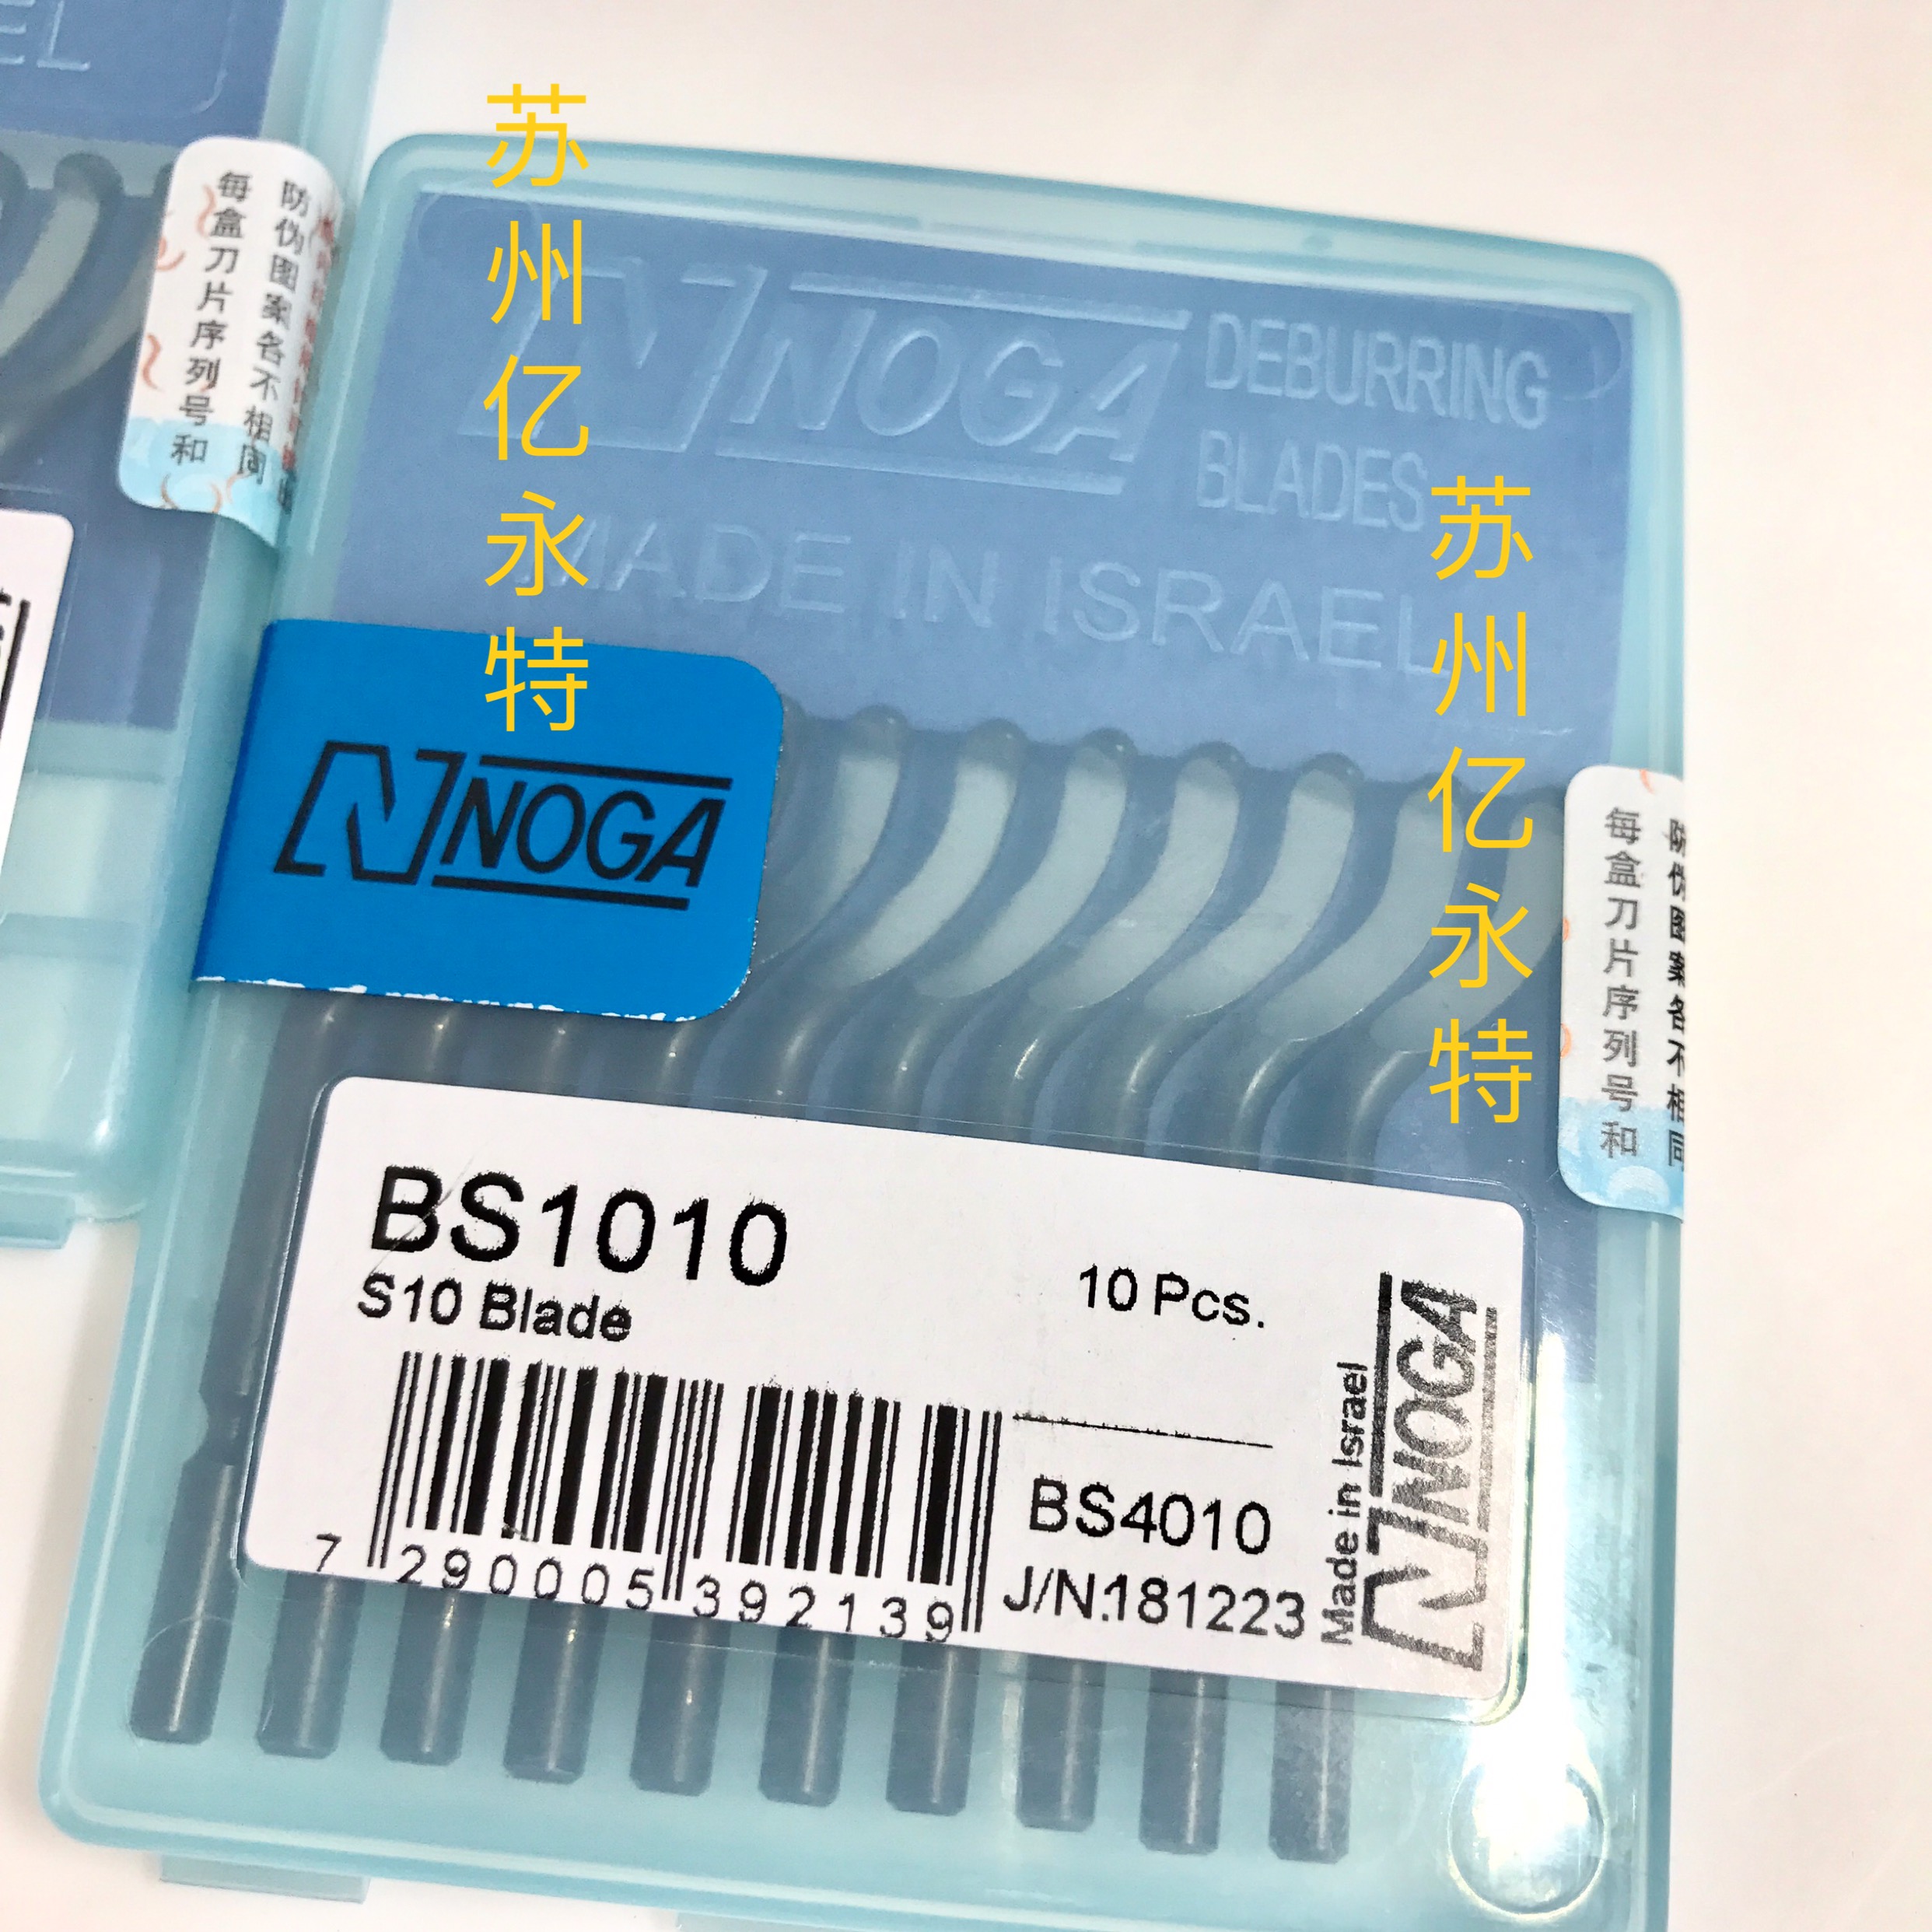 苏州亿永特
每盒刀片序列号和
防伪图案各不相同
NOGA
DEBURRING
BLADES
MADE IN ISRAEL
苏州亿永特
NOGA
每盒刀片序列号和
防伪图案各不相同
BS1010
S10 Blade
10 Pcs.
7 290005 392139
BS4010
J/N:181223
Made in Israel
NOGA